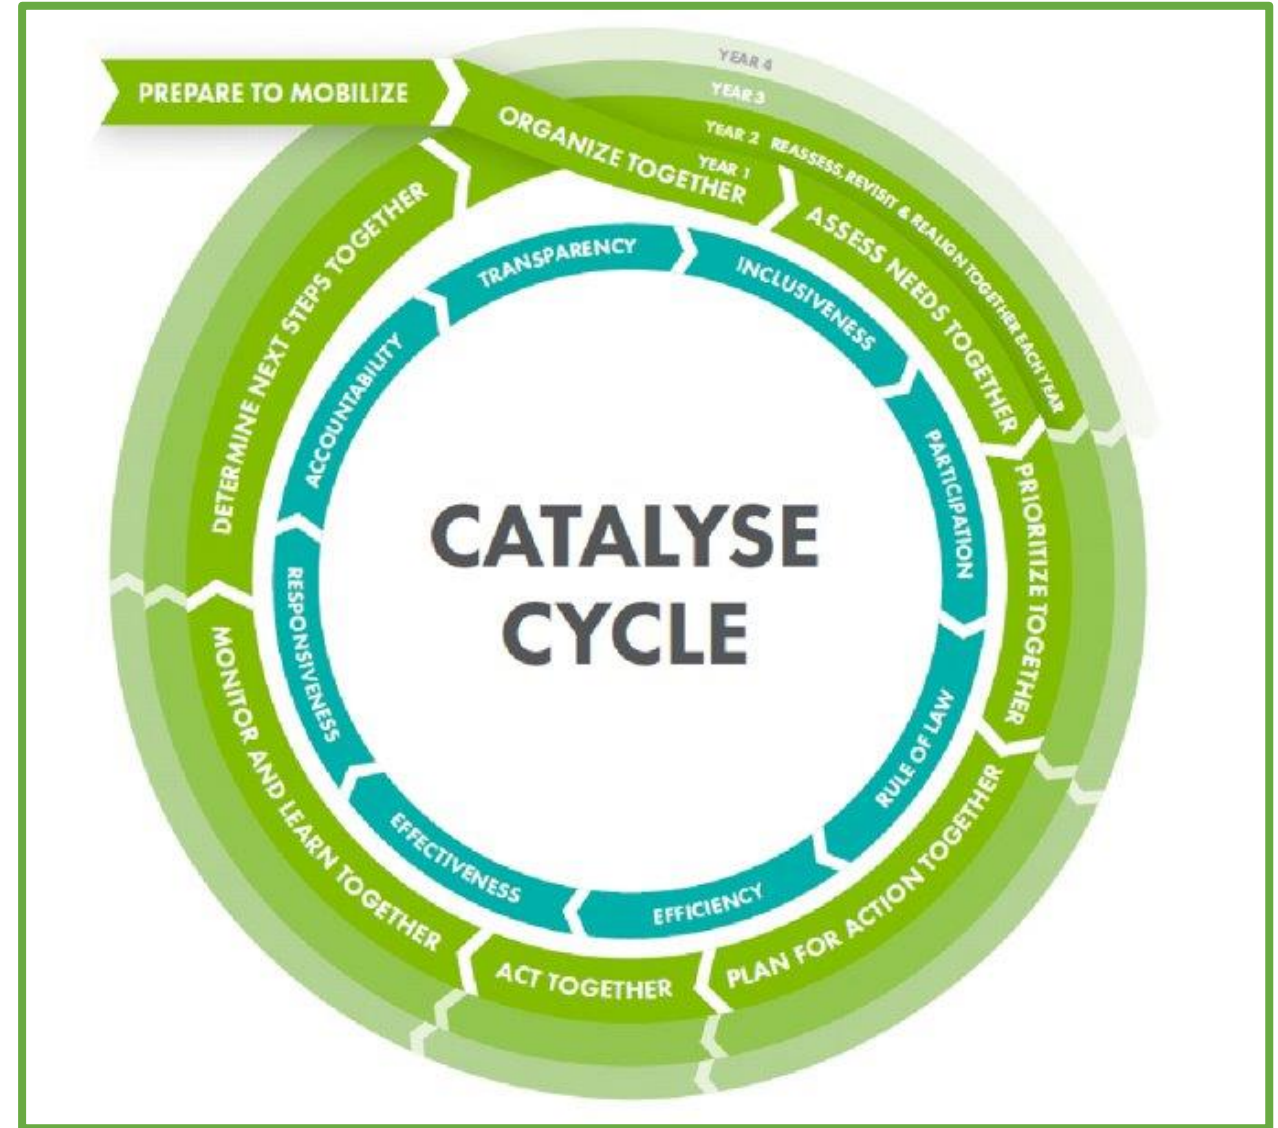 PREPARE TO MOBILIZE
ORGANIZE TOGETHER
YEAR 4
YEAR 3
YEAR 2 REASSESS, REVISIT & REALIGN TOGETHER EACH YEAR
YEAR 1
ASSESS NEEDS TOGETHER
PRIORITIZE TOGETHER
PLAN FOR ACTION TOGETHER
ACT TOGETHER
MONITOR AND LEARN TOGETHER
DETERMINE NEXT STEPS TOGETHER
TRANSPARENCY
INCLUSIVENESS
PARTICIPATION
RULE OF LAW
EFFICIENCY
EFFECTIVENESS
RESPONSIVENESS
ACCOUNTABILITY
CATALYSE
CYCLE